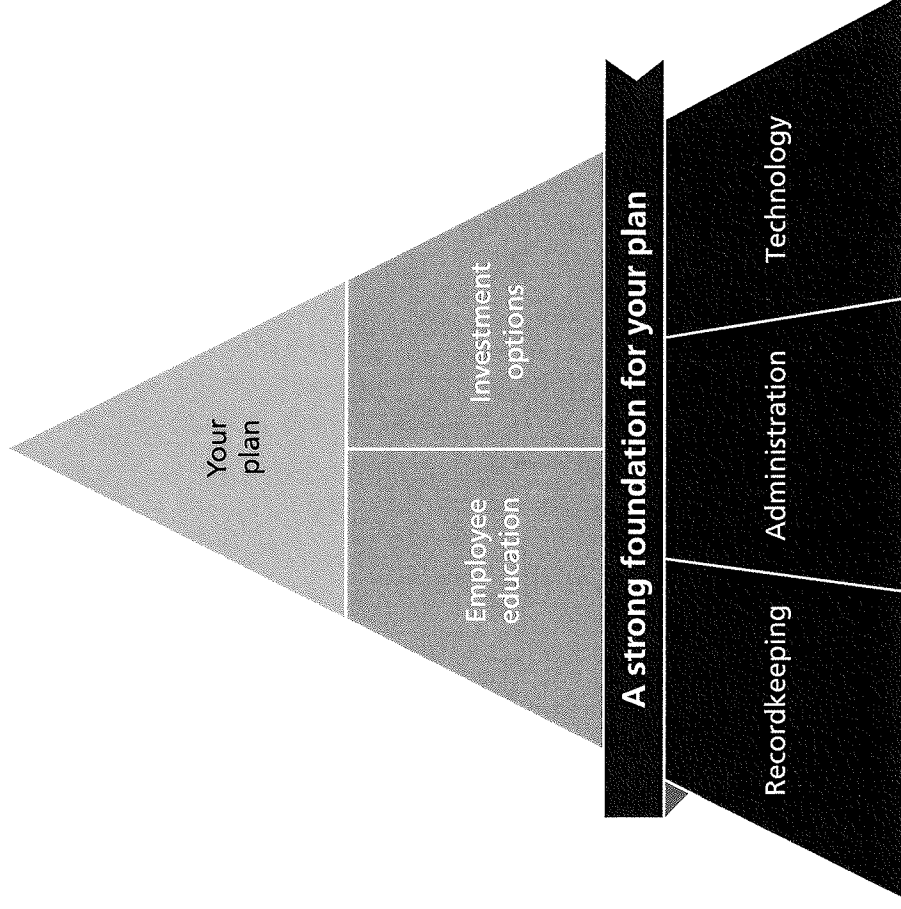 Your
plan
Employee
education
Investment
options
A strong foundation for your plan
Recordkeeping
Administration
Technology